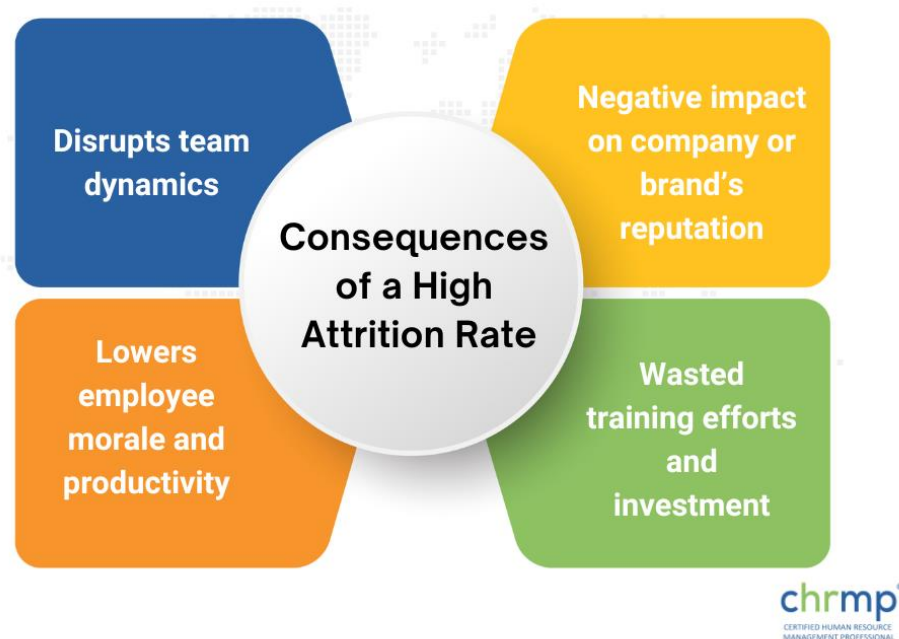 Disrupts team
dynamics
Negative impact
on company or
brand's
reputation
Consequences
of a High
Attrition Rate
Lowers
employee
morale and
productivity
Wasted
training efforts
and
investment
chrmp
CERTIFIED HUMAN RESOURCE
MANAGEMENT PROFESSIONAL